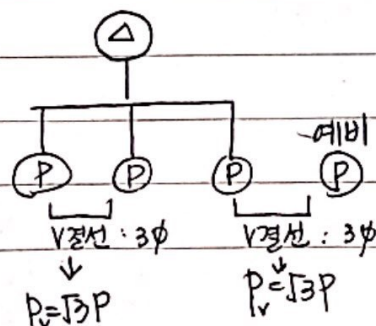 △
예비
P P P P
V결선 : 3φ V결선 : 3φ
↓ ↓
Pv=√3P Pv=√3P